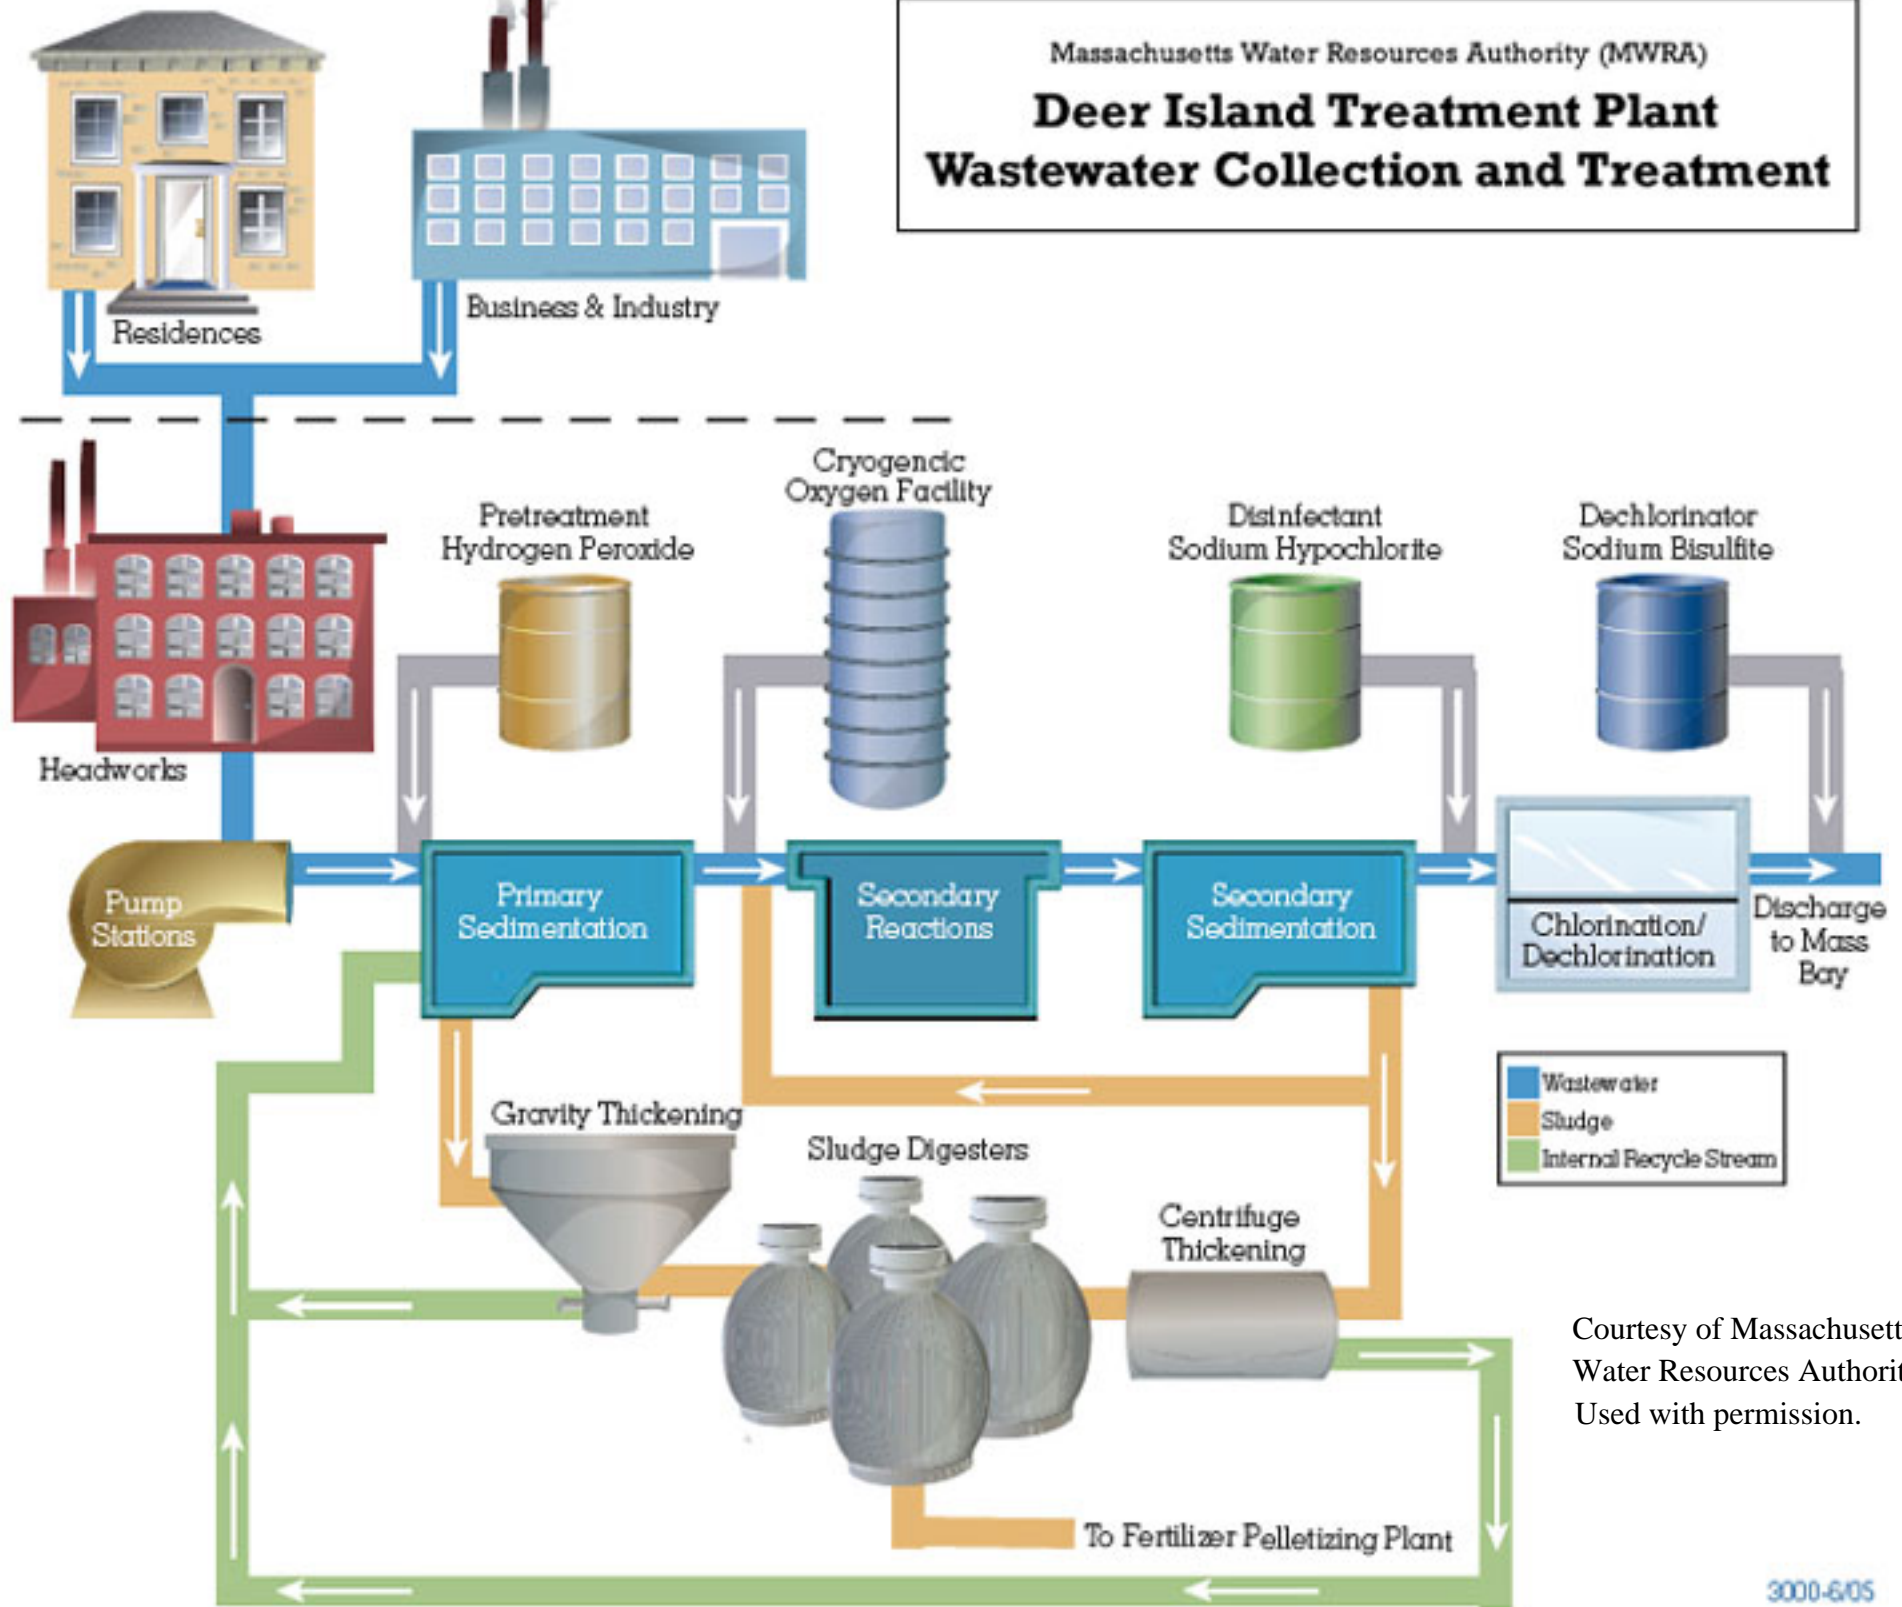 Massachusetts Water Resources Authority (MWRA)
Deer Island Treatment Plant
Wastewater Collection and Treatment
Residences
Business & Industry
Cryogencic
Oxygen Facility
Pretreatment
Hydrogen Peroxide
Disinfectant
Sodium Hypochlorite
Dechlorinator
Sodium Bisulfite
Headworks
Pump
Stations
Primary
Sedimentation
Secondary
Reactions
Secondary
Sedimentation
Chlorination/
Dechlorination
Discharge
to Mass
Bay
Wastewater
Sludge
Internal Recycle Stream
Gravity Thickening
Sludge Digesters
Centrifuge
Thickening
Courtesy of Massachusett
Water Resources Authorit
Used with permission.
To Fertilizer Pelletizing Plant
3000-6/05